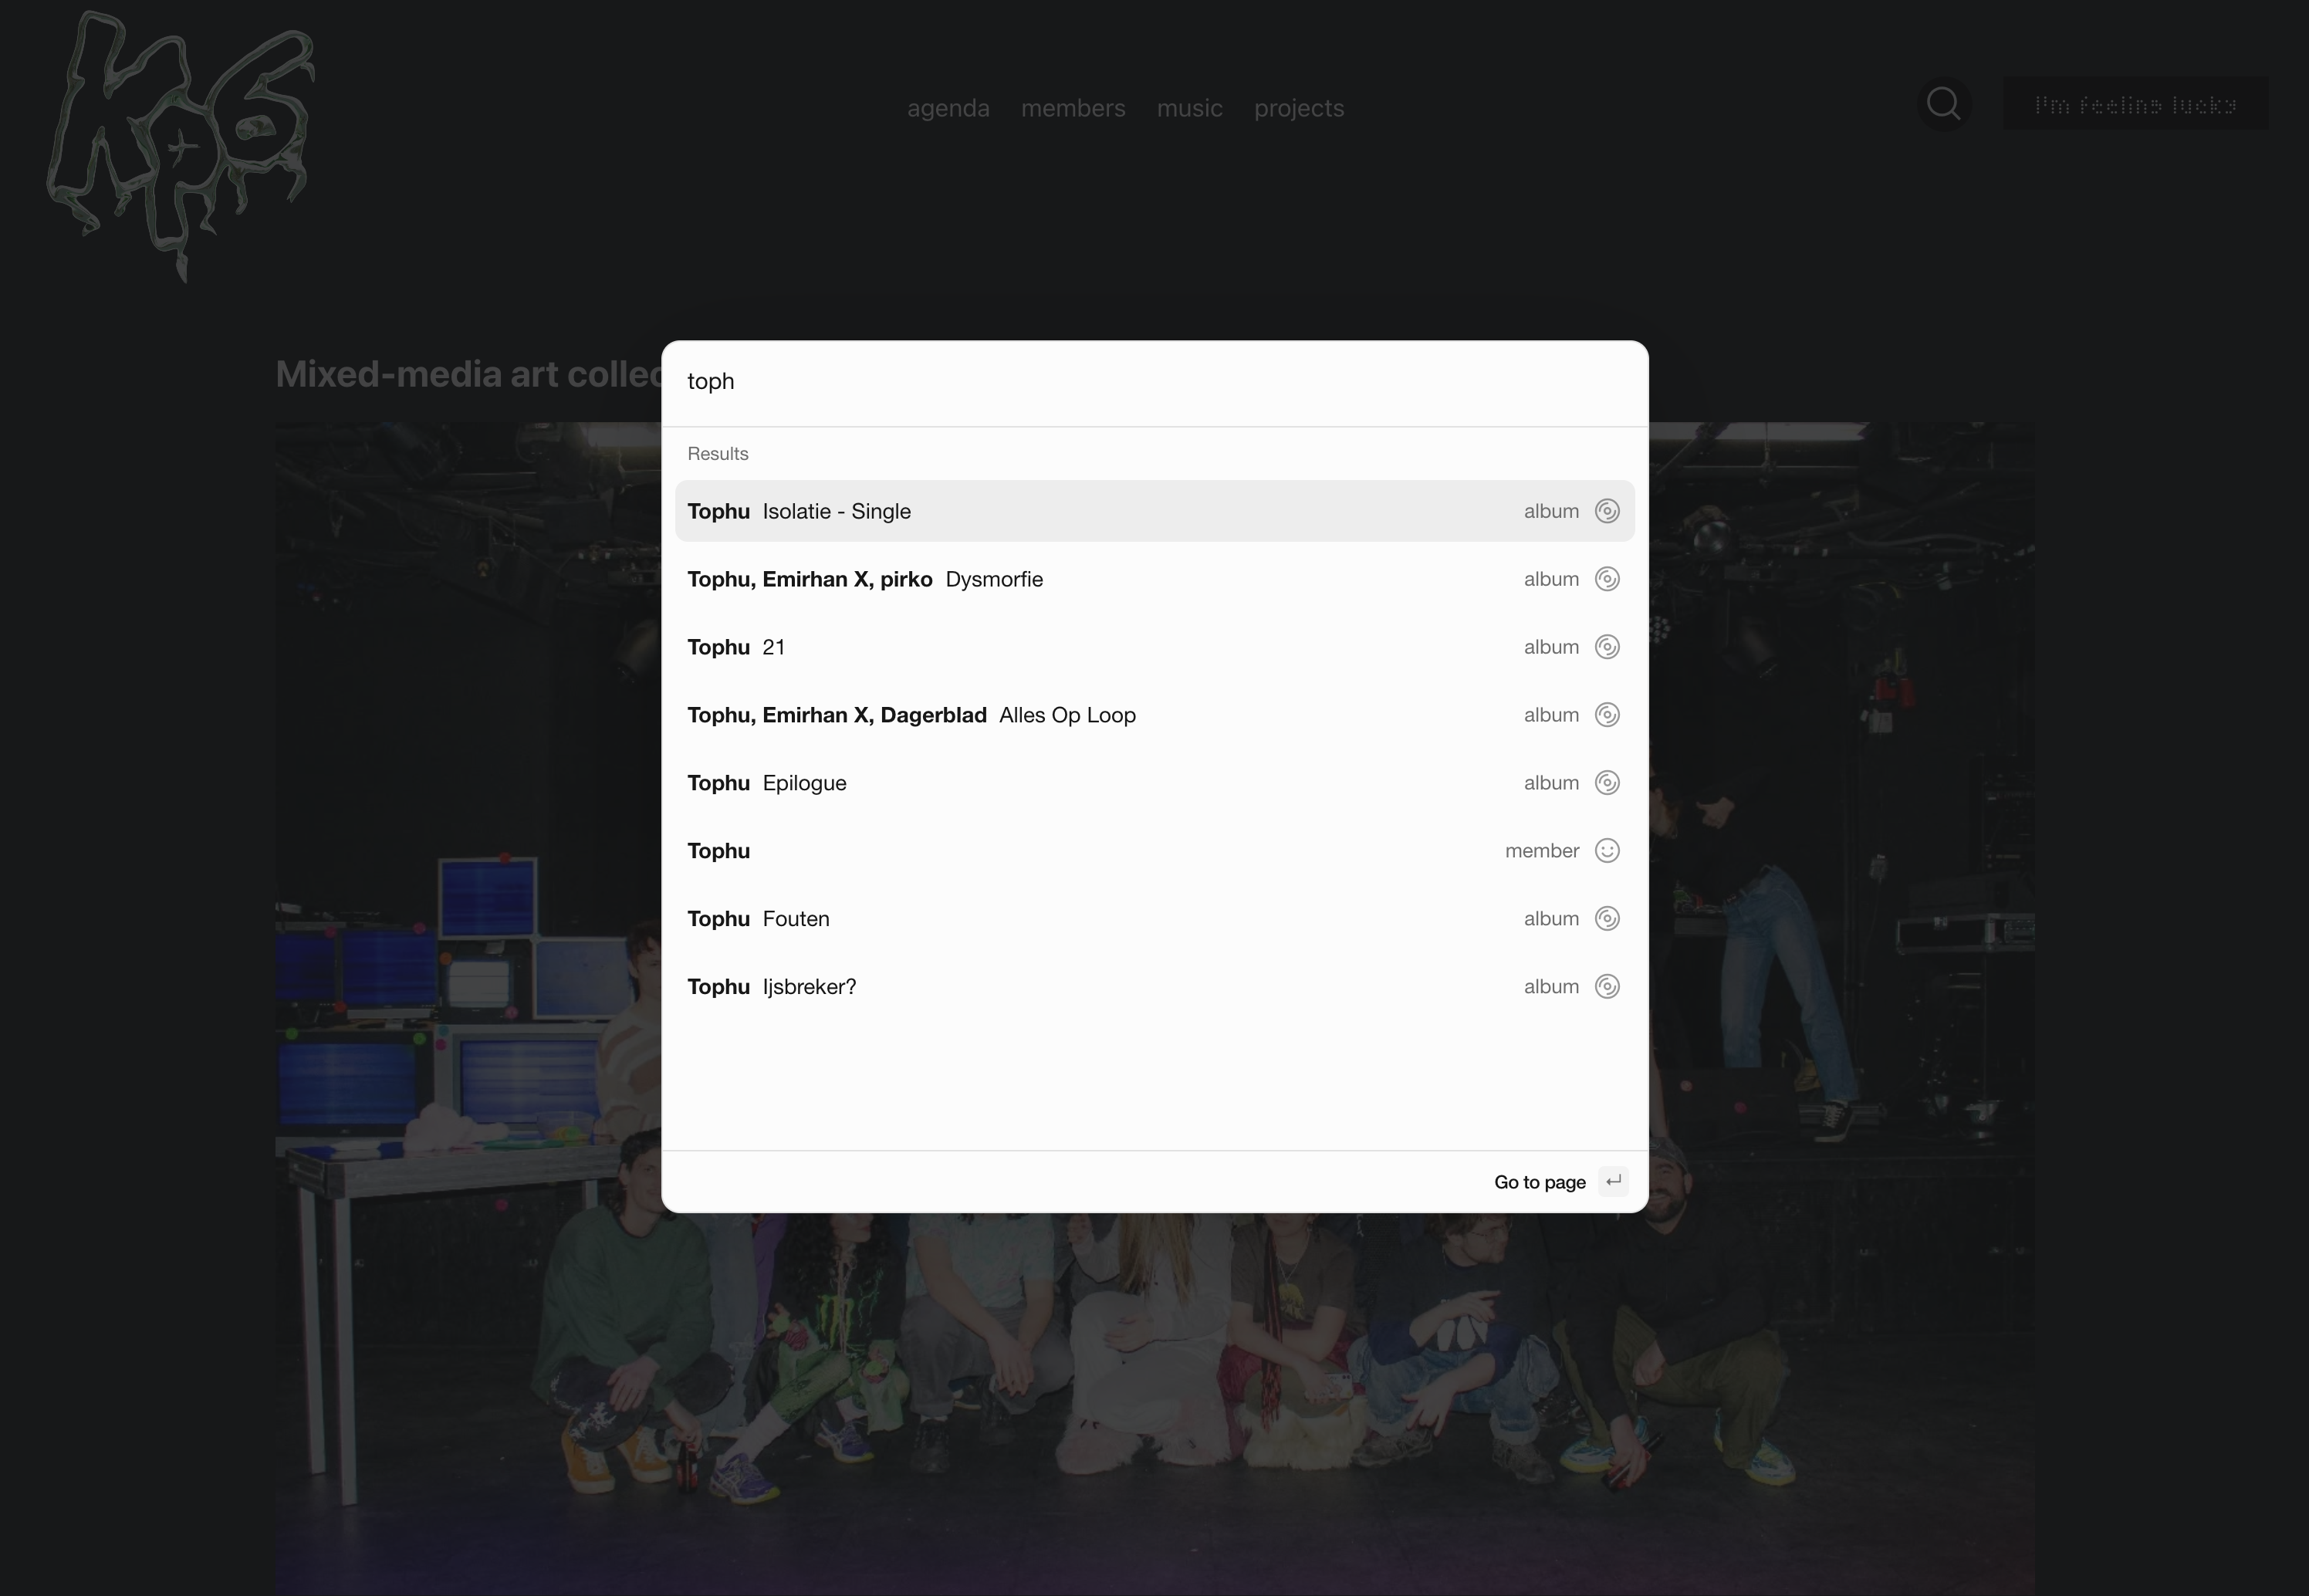 agenda members music projects
I'm feeling lucky
Mixed-media art collec
toph
Results
Tophu Isolatie - Single album
Tophu, Emirhan X, pirko Dysmorfie album
Tophu 21 album
Tophu, Emirhan X, Dagerblad Alles Op Loop album
Tophu Epilogue album
Tophu member
Tophu Fouten album
Tophu Ijsbreker? album
Go to page